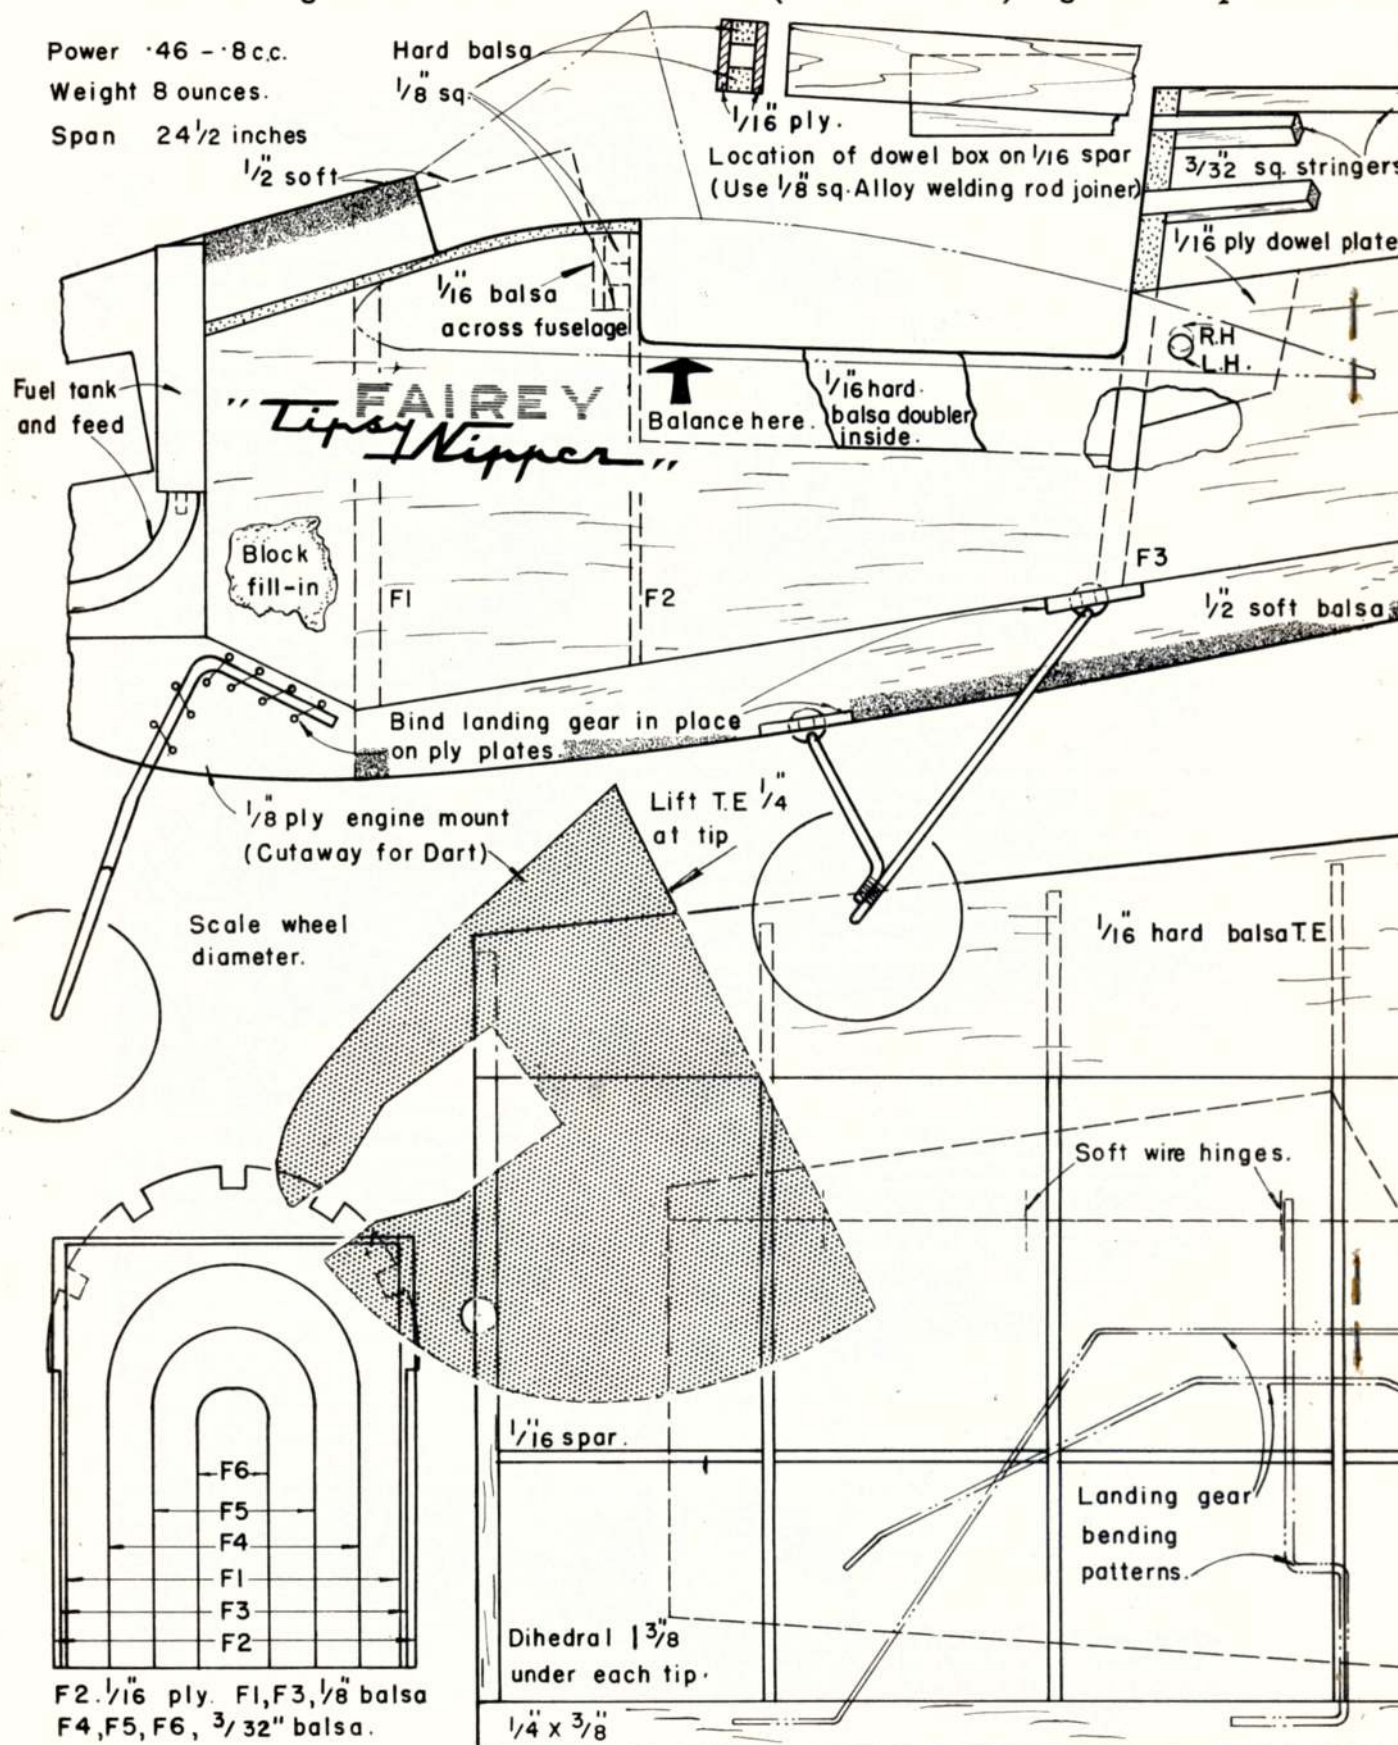 Power ·46 - ·8 c.c.
Weight 8 ounces.
Span 24 1/2 inches
Hard balsa
1/8" sq.
1/2" soft
1/16" ply.
Location of dowel box on 1/16 spar
(Use 1/8" sq. Alloy welding rod joiner)
3/32" sq. stringers
1/16" ply dowel plate
R.H
L.H.
1/16" balsa
across fuselage
Fuel tank
and feed
" FAIREY
Tipsy Nipper "
Balance here.
1/16" hard
balsa doubler
inside.
Block
fill-in
F1
F2
F3
1/2" soft balsa
Bind landing gear in place
on ply plates.
1/8" ply engine mount
(Cutaway for Dart)
Lift T.E 1/4"
at tip
Scale wheel
diameter.
1/16" hard balsa T.E
Soft wire hinges.
1/16" spar.
F6
F5
F4
F1
F3
F2
Landing gear
bending
patterns.
Dihedral 1 3/8"
under each tip.
F2. 1/16" ply. F1, F3, 1/8" balsa
F4, F5, F6, 3/32" balsa.
1/4" x 3/8"